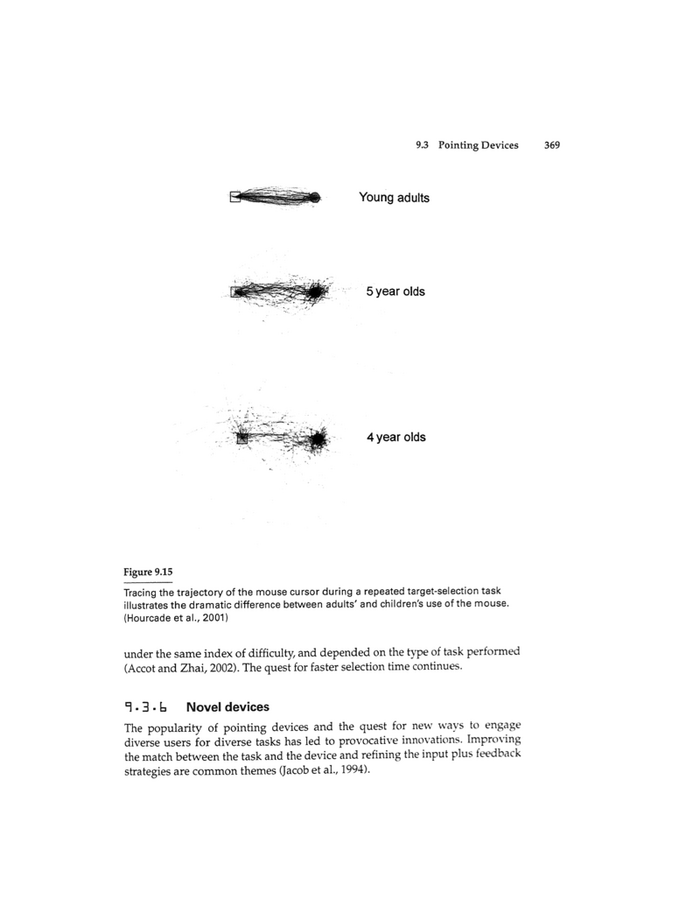 9.3 Pointing Devices 369
Young adults
5 year olds
4 year olds
Figure 9.15
Tracing the trajectory of the mouse cursor during a repeated target-selection task
illustrates the dramatic difference between adults' and children's use of the mouse.
(Hourcade et al., 2001)
under the same index of difficulty, and depended on the type of task performed
(Accot and Zhai, 2002). The quest for faster selection time continues.
9.3.6 Novel devices
The popularity of pointing devices and the quest for new ways to engage
diverse users for diverse tasks has led to provocative innovations. Improving
the match between the task and the device and refining the input plus feedback
strategies are common themes (Jacob et al., 1994).